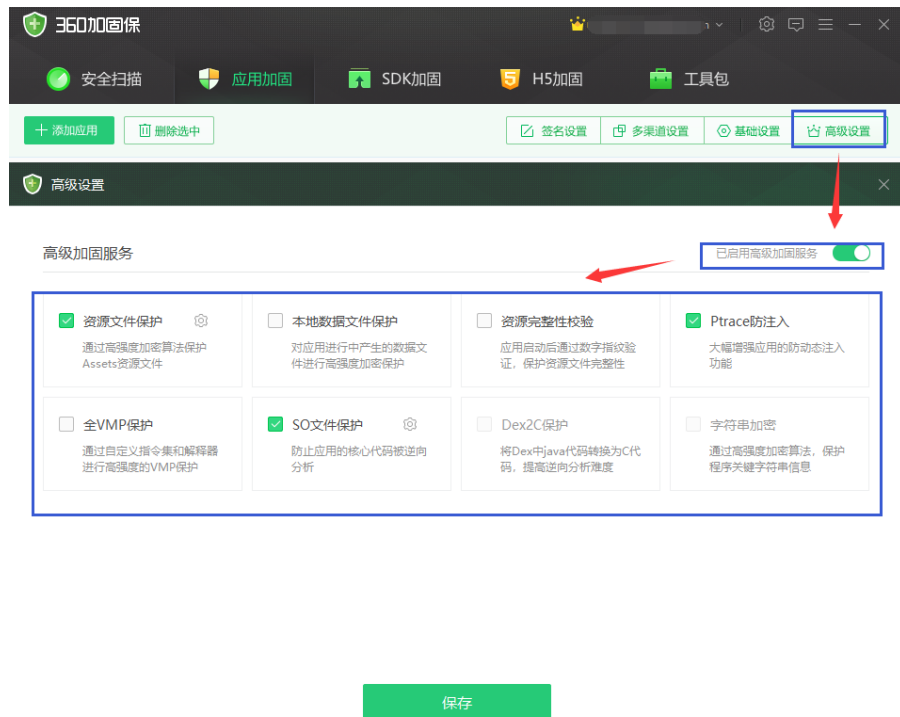 360加固保
安全扫描 应用加固 SDK加固 H5加固 工具包
添加应用 删除选中 签名设置 多渠道设置 基础设置 高级设置
高级设置
高级加固服务 已启用高级加固服务
资源文件保护 本地数据文件保护 资源完整性校验 Ptrace防注入
通过高强度加密算法保护 对应用进行中产生的数据文 应用启动后通过数字指纹验 大幅增强应用的防动态注入
Assets资源文件 件进行高强度加密保护 证，保护资源文件完整性 功能
全VMP保护 SO文件保护 Dex2C保护 字符串加密
通过自定义指令集和解释器 防止应用的核心代码被逆向 将Dex中java代码转换为C代 通过高强度加密算法，保护
进行高强度的VMP保护 分析 码，提高逆向分析难度 程序关键字符串信息
保存